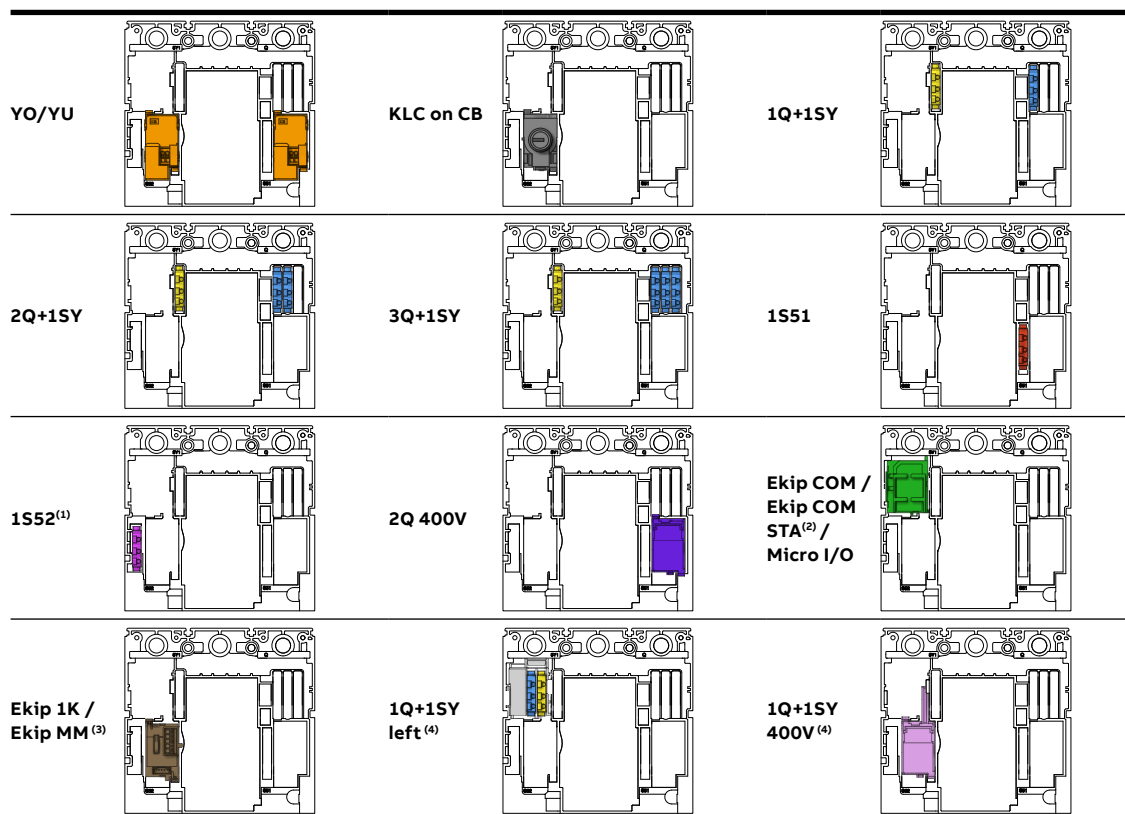 YO/YU
KLC on CB
1Q+1SY
2Q+1SY
3Q+1SY
1S51
1S52(1)
2Q 400V
Ekip COM /
Ekip COM
STA(2) /
Micro I/O
Ekip 1K /
Ekip MM(3)
1Q+1SY
left(4)
1Q+1SY
400V(4)